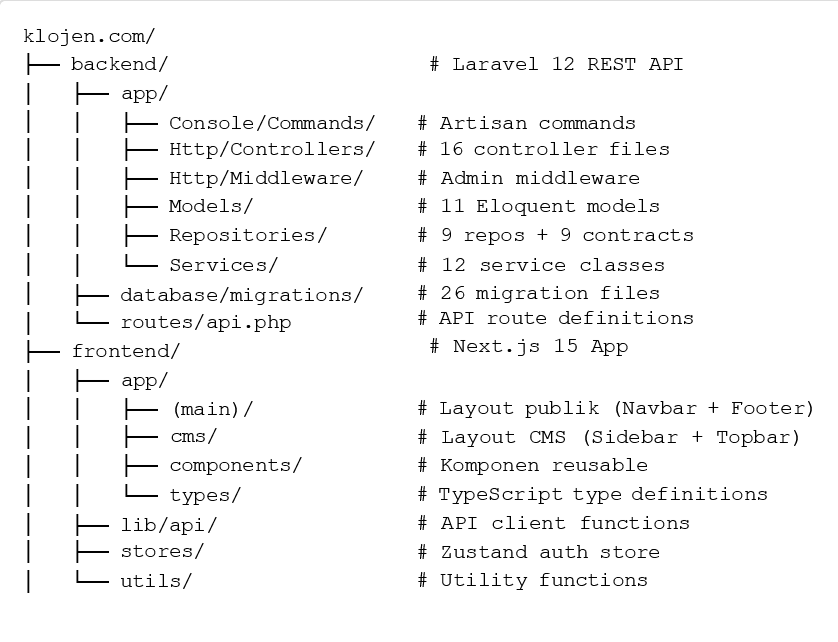 klojen.com/
├── backend/                     # Laravel 12 REST API
│   ├── app/
│   │   ├── Console/Commands/   # Artisan commands
│   │   ├── Http/Controllers/   # 16 controller files
│   │   ├── Http/Middleware/    # Admin middleware
│   │   ├── Models/             # 11 Eloquent models
│   │   ├── Repositories/       # 9 repos + 9 contracts
│   │   └── Services/           # 12 service classes
│   ├── database/migrations/    # 26 migration files
│   └── routes/api.php          # API route definitions
├── frontend/                    # Next.js 15 App
│   ├── app/
│   │   ├── (main)/             # Layout publik (Navbar + Footer)
│   │   ├── cms/                # Layout CMS (Sidebar + Topbar)
│   │   ├── components/         # Komponen reusable
│   │   └── types/              # TypeScript type definitions
│   ├── lib/api/                # API client functions
│   ├── stores/                 # Zustand auth store
│   └── utils/                  # Utility functions